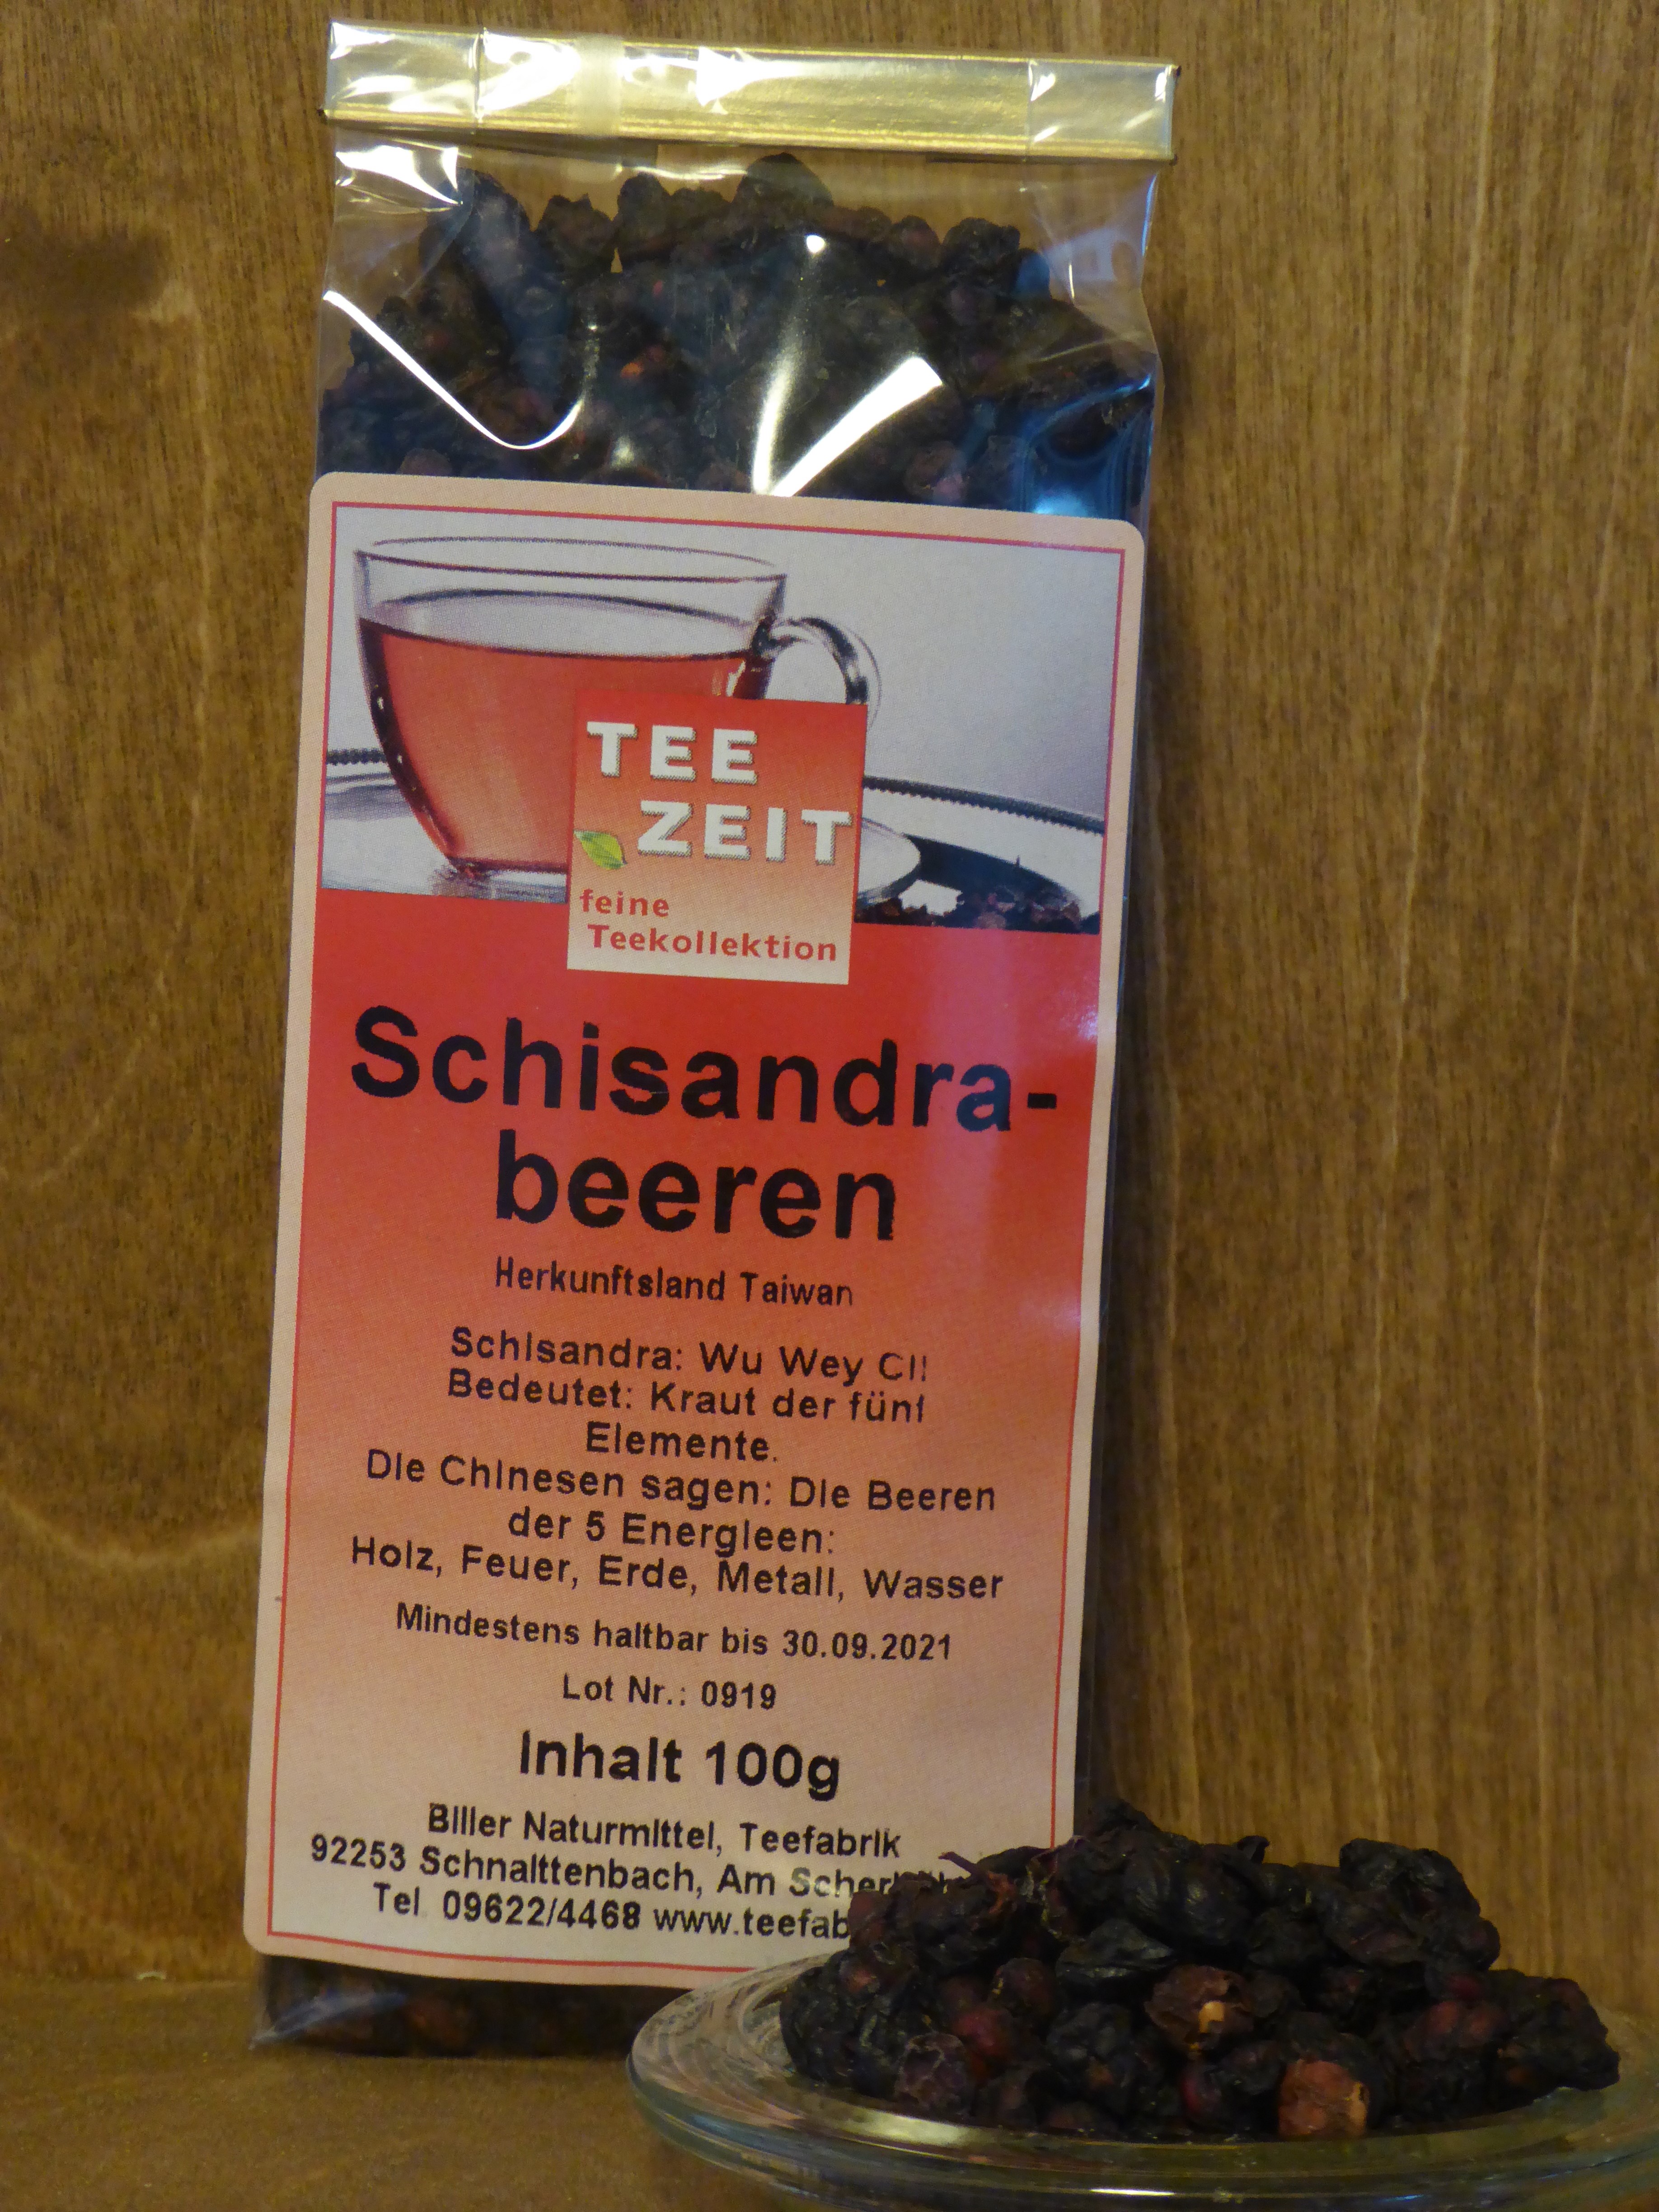 TEE
ZEIT
feine
Teekollektion
Schisandra-
beeren
Herkunftsland Taiwan
Schisandra: Wu Wey CI!
Bedeutet: Kraut der fünf
Elemente.
Die Chinesen sagen: Die Beeren
der 5 Energieen:
Holz, Feuer, Erde, Metall, Wasser
Mindestens haltbar bis 30.09.2021
Lot Nr.: 0919
Inhalt 100g
Biller Naturmittel, Teefabrik
92253 Schnaittenbach, Am
Tel. 09622/4468